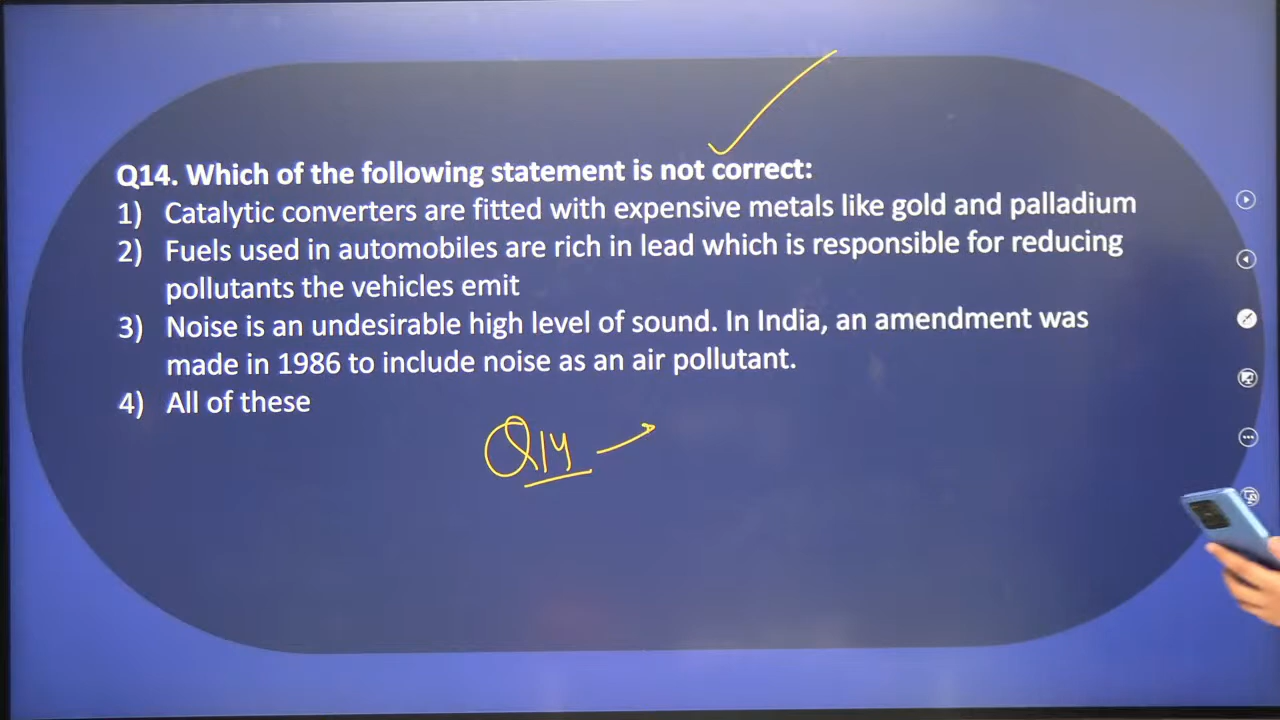 Q14. Which of the following statement is not correct:
1) Catalytic converters are fitted with expensive metals like gold and palladium
2) Fuels used in automobiles are rich in lead which is responsible for reducing
pollutants the vehicles emit
3) Noise is an undesirable high level of sound. In India, an amendment was
made in 1986 to include noise as an air pollutant.
4) All of these
Q14 →